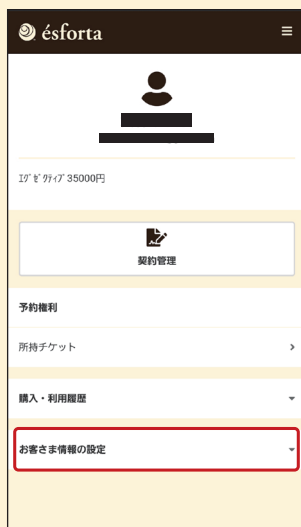 ésforta
ｴｸﾞｾﾞｸﾃｨﾌﾞ 35000円
契約管理
予約権利
所持チケット
購入・利用履歴
お客さま情報の設定